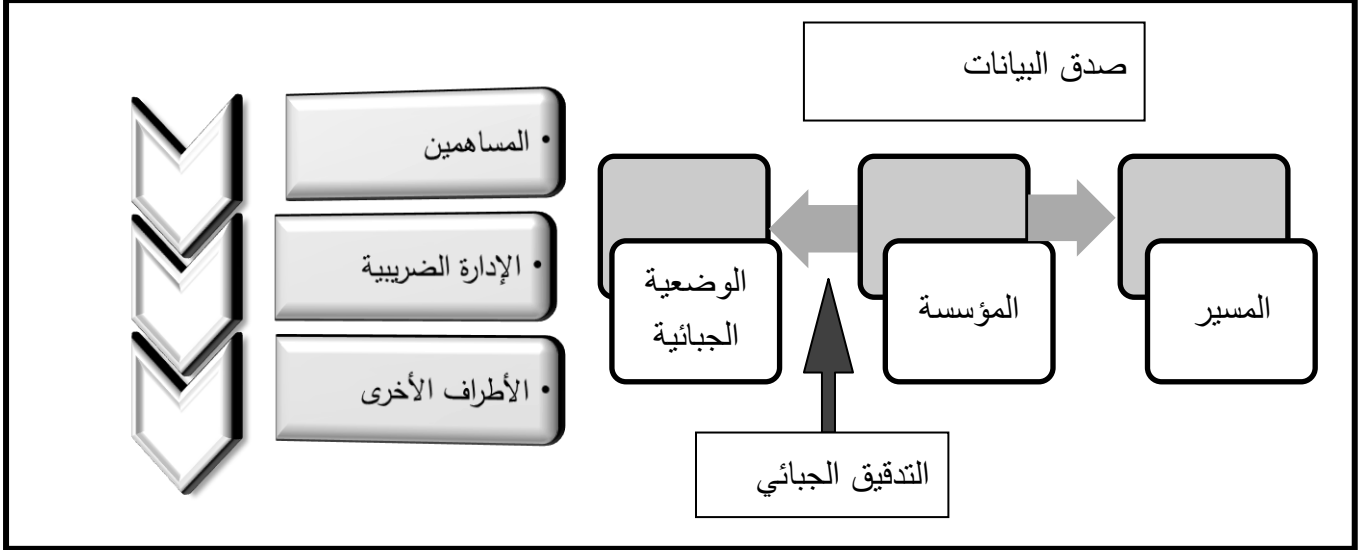 صدق البيانات
المسير
المؤسسة
الوضعية
الجبائية
• المساهمين
• الإدارة الضريبية
• الأطراف الأخرى
التدقيق الجبائي